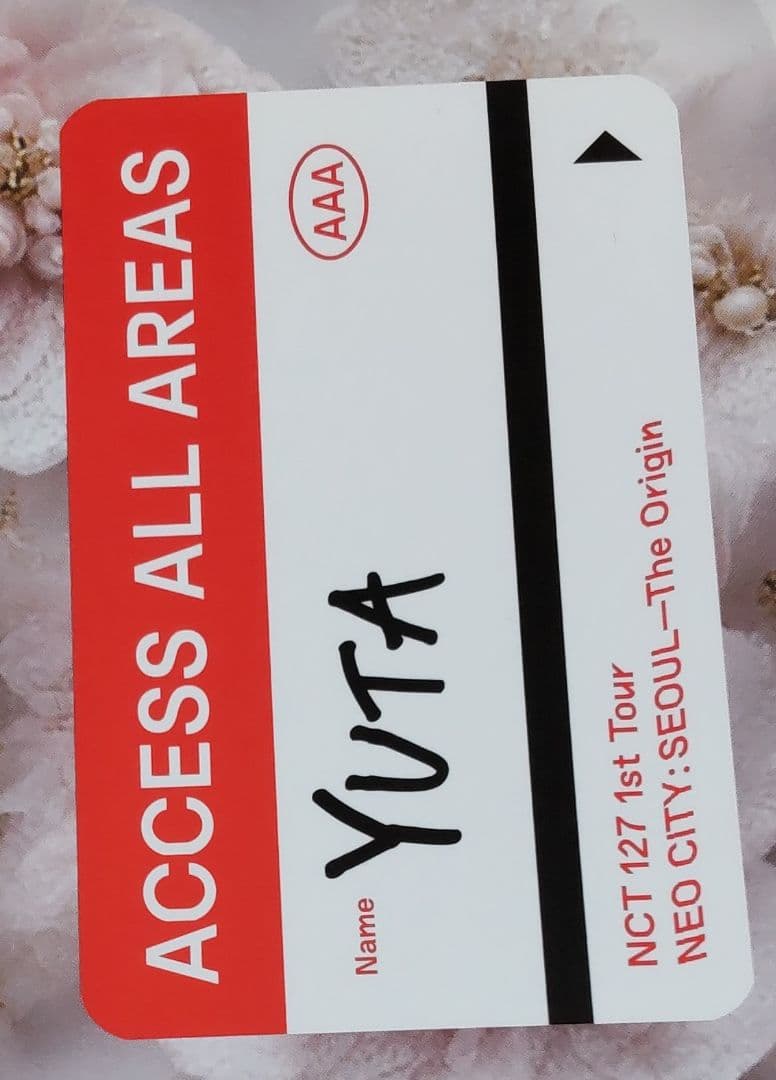 ACCESS ALL AREAS
AAA
Name YUTA
NCT 127 1st Tour
NEO CITY:SEOUL—The Origin